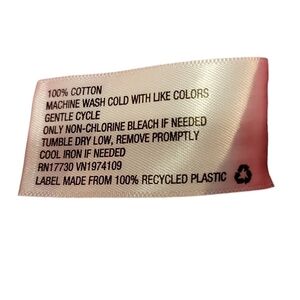 100% COTTON
MACHINE WASH COLD WITH LIKE COLORS
GENTLE CYCLE
ONLY NON-CHLORINE BLEACH IF NEEDED
TUMBLE DRY LOW, REMOVE PROMPTLY
COOL IRON IF NEEDED
RN17730 VN1974109
LABEL MADE FROM 100% RECYCLED PLASTIC